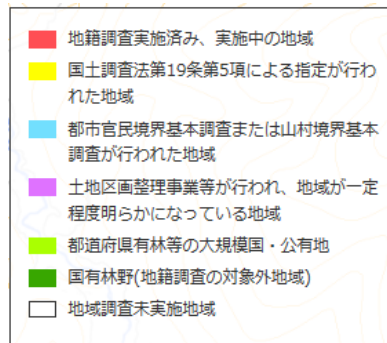 地籍調査実施済み、実施中の地域
国土調査法第19条第5項による指定が行わ
れた地域
都市官民境界基本調査または山村境界基本
調査が行われた地域
土地区画整理事業等が行われ、地域が一定
程度明らかになっている地域
都道府県有林等の大規模国・公有地
国有林野(地籍調査の対象外地域)
地域調査未実施地域